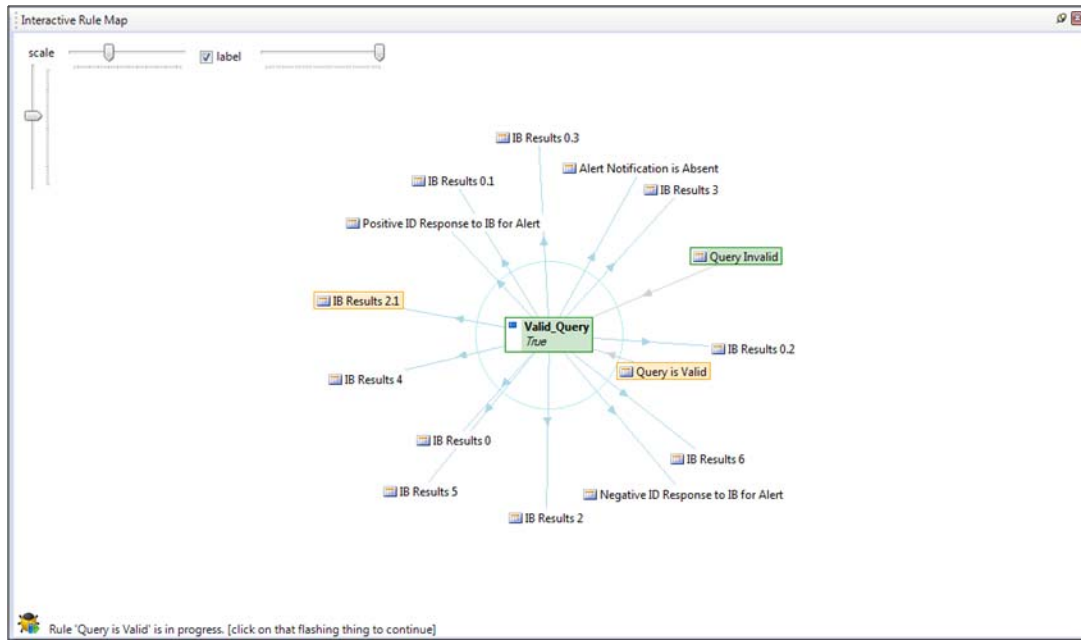 Interactive Rule Map
scale
label
IB Results 0.3
Alert Notification is Absent
IB Results 0.1
IB Results 3
Positive ID Response to IB for Alert
Query Invalid
IB Results 2.1
Valid_Query
True
IB Results 0.2
Query is Valid
IB Results 4
IB Results 0
IB Results 6
IB Results 5
Negative ID Response to IB for Alert
IB Results 2
Rule 'Query is Valid' is in progress. [click on that flashing thing to continue]